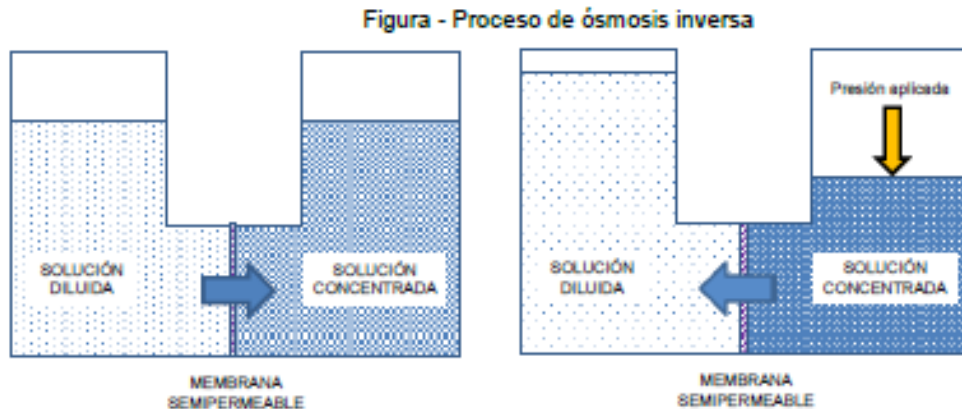 Figura - Proceso de ósmosis inversa
Presión aplicada
SOLUCIÓN
DILUIDA
SOLUCIÓN
CONCENTRADA
MEMBRANA
SEMIPERMEABLE
SOLUCIÓN
DILUIDA
SOLUCIÓN
CONCENTRADA
MEMBRANA
SEMIPERMEABLE